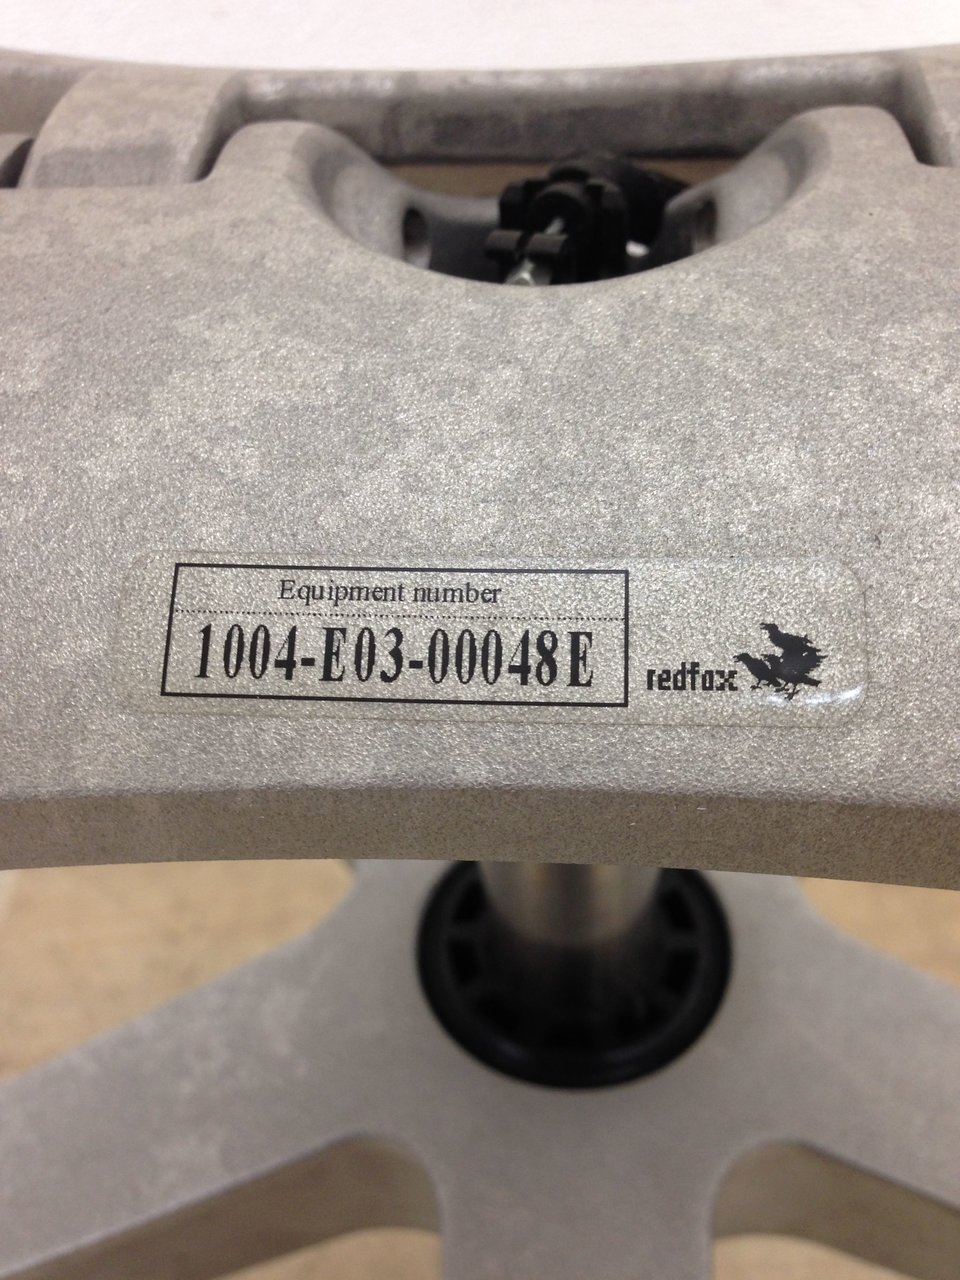 Equipment number
1004-E03-00048E
redfox